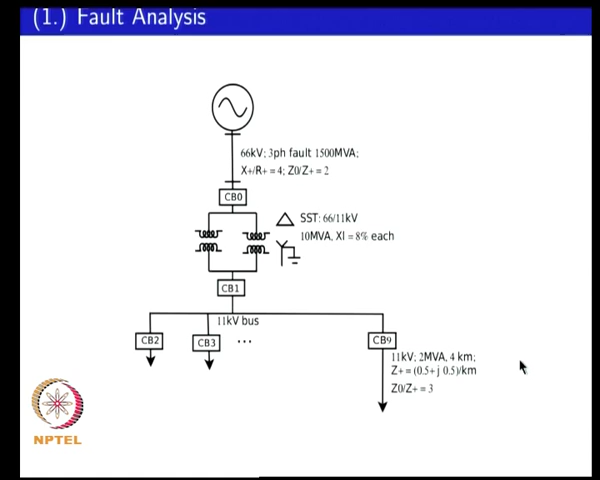 (1.) Fault Analysis
66kV; 3ph fault 1500MVA;
X+/R+ = 4; Z0/Z+ = 2
CB0
SST: 66/11kV
10MVA, Xl = 8% each
CB1
11kV bus
CB2
CB3
...
CB9
11kV; 2MVA, 4 km;
Z+ = (0.5+j 0.5)/km
Z0/Z+ = 3
NPTEL